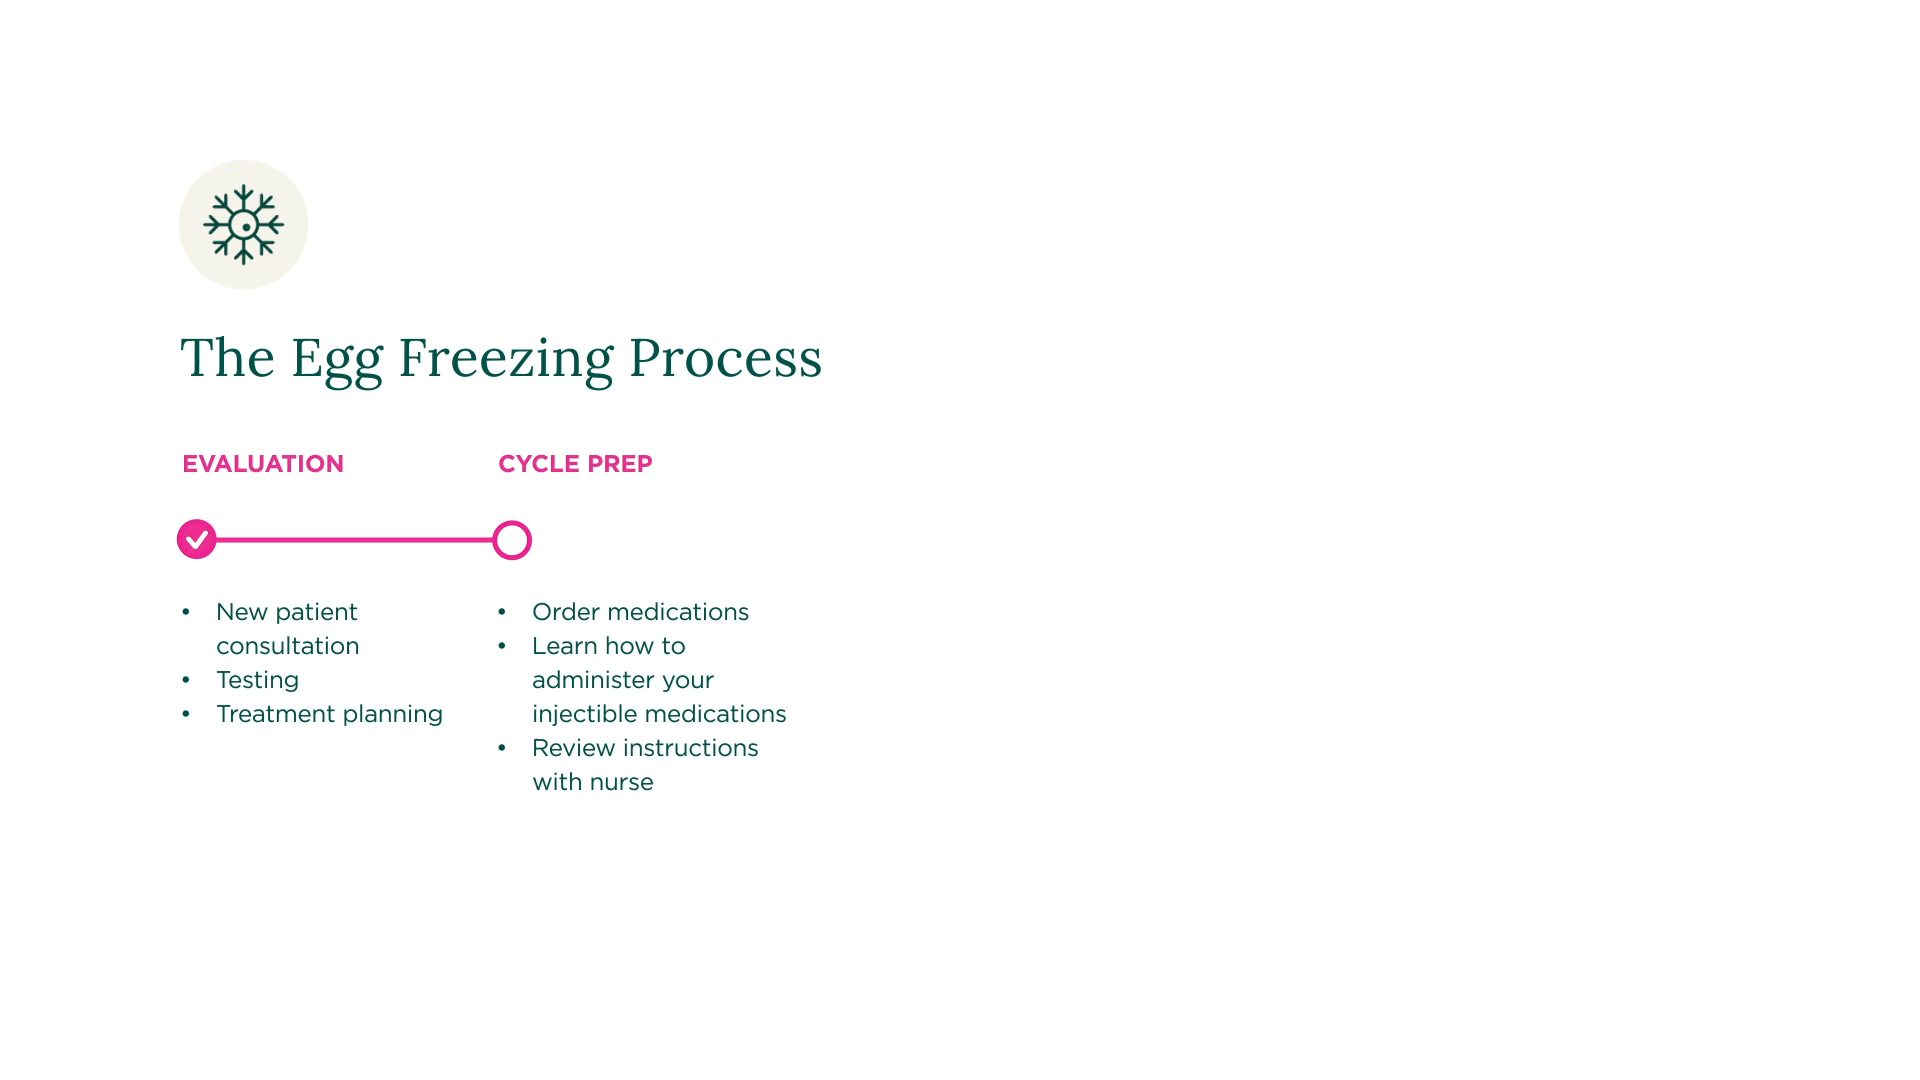 The Egg Freezing Process
EVALUATION
• New patient
consultation
• Testing
• Treatment planning
CYCLE PREP
• Order medications
• Learn how to
administer your
injectible medications
• Review instructions
with nurse